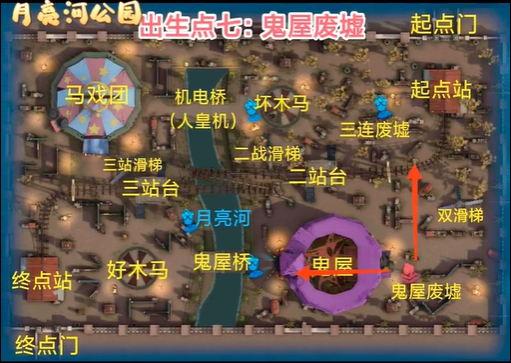 月亮河公园
出生点七：鬼屋废墟
起点门
马戏团
机电桥
（人皇机）
坏木马
起点站
三连废墟
三站滑梯
二战滑梯
三站台
二站台
月亮河
双滑梯
终点站
好木马
鬼屋桥
鬼屋
鬼屋废墟
终点门